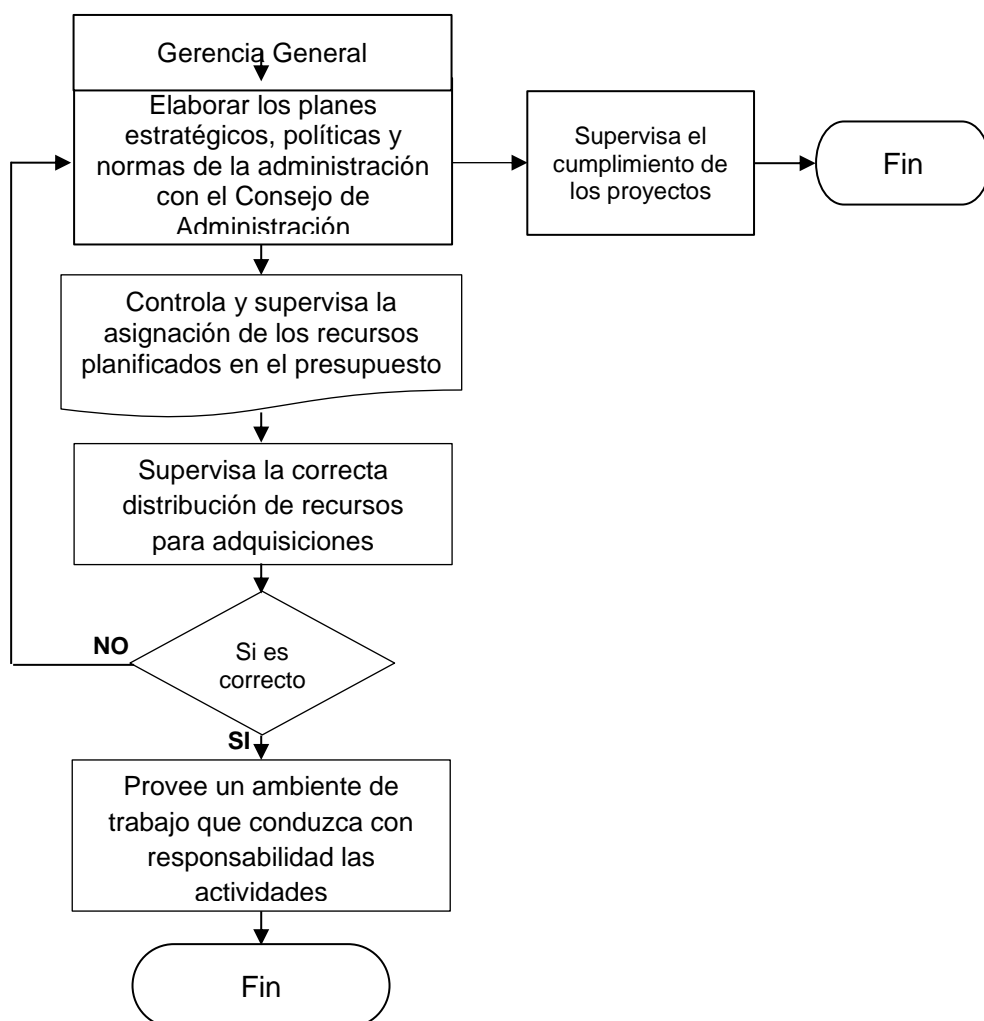 Gerencia General
Elaborar los planes
estratégicos, políticas y
normas de la administración
con el Consejo de
Administración
Supervisa el
cumplimiento de
los proyectos
Fin
Controla y supervisa la
asignación de los recursos
planificados en el presupuesto
Supervisa la correcta
distribución de recursos
para adquisiciones
NO
Si es
correcto
SI
Provee un ambiente de
trabajo que conduzca con
responsabilidad las
actividades
Fin